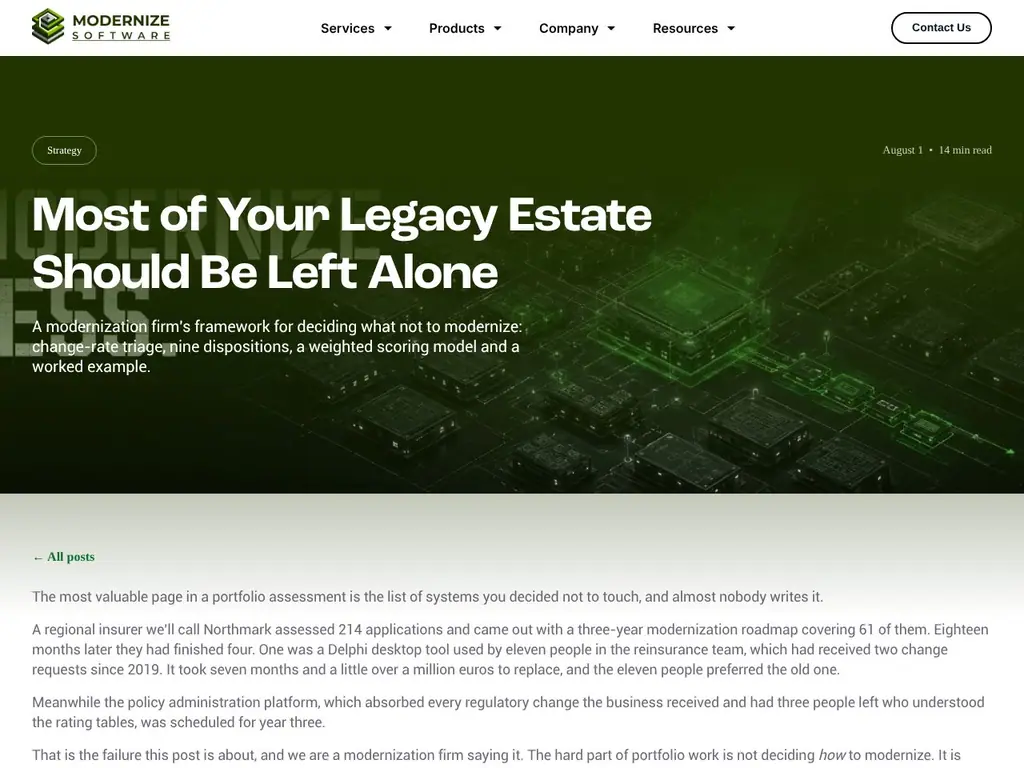 MODERNIZE
SOFTWARE
Services
Products
Company
Resources
Contact Us
Strategy
August 1 • 14 min read
MODERNIZE
ESS.
Most of Your Legacy Estate
Should Be Left Alone
A modernization firm's framework for deciding what not to modernize:
change-rate triage, nine dispositions, a weighted scoring model and a
worked example.
← All posts
The most valuable page in a portfolio assessment is the list of systems you decided not to touch, and almost nobody writes it.
A regional insurer we'll call Northmark assessed 214 applications and came out with a three-year modernization roadmap covering 61 of them. Eighteen
months later they had finished four. One was a Delphi desktop tool used by eleven people in the reinsurance team, which had received two change
requests since 2019. It took seven months and a little over a million euros to replace, and the eleven people preferred the old one.
Meanwhile the policy administration platform, which absorbed every regulatory change the business received and had three people left who understood
the rating tables, was scheduled for year three.
That is the failure this post is about, and we are a modernization firm saying it. The hard part of portfolio work is not deciding how to modernize. It is